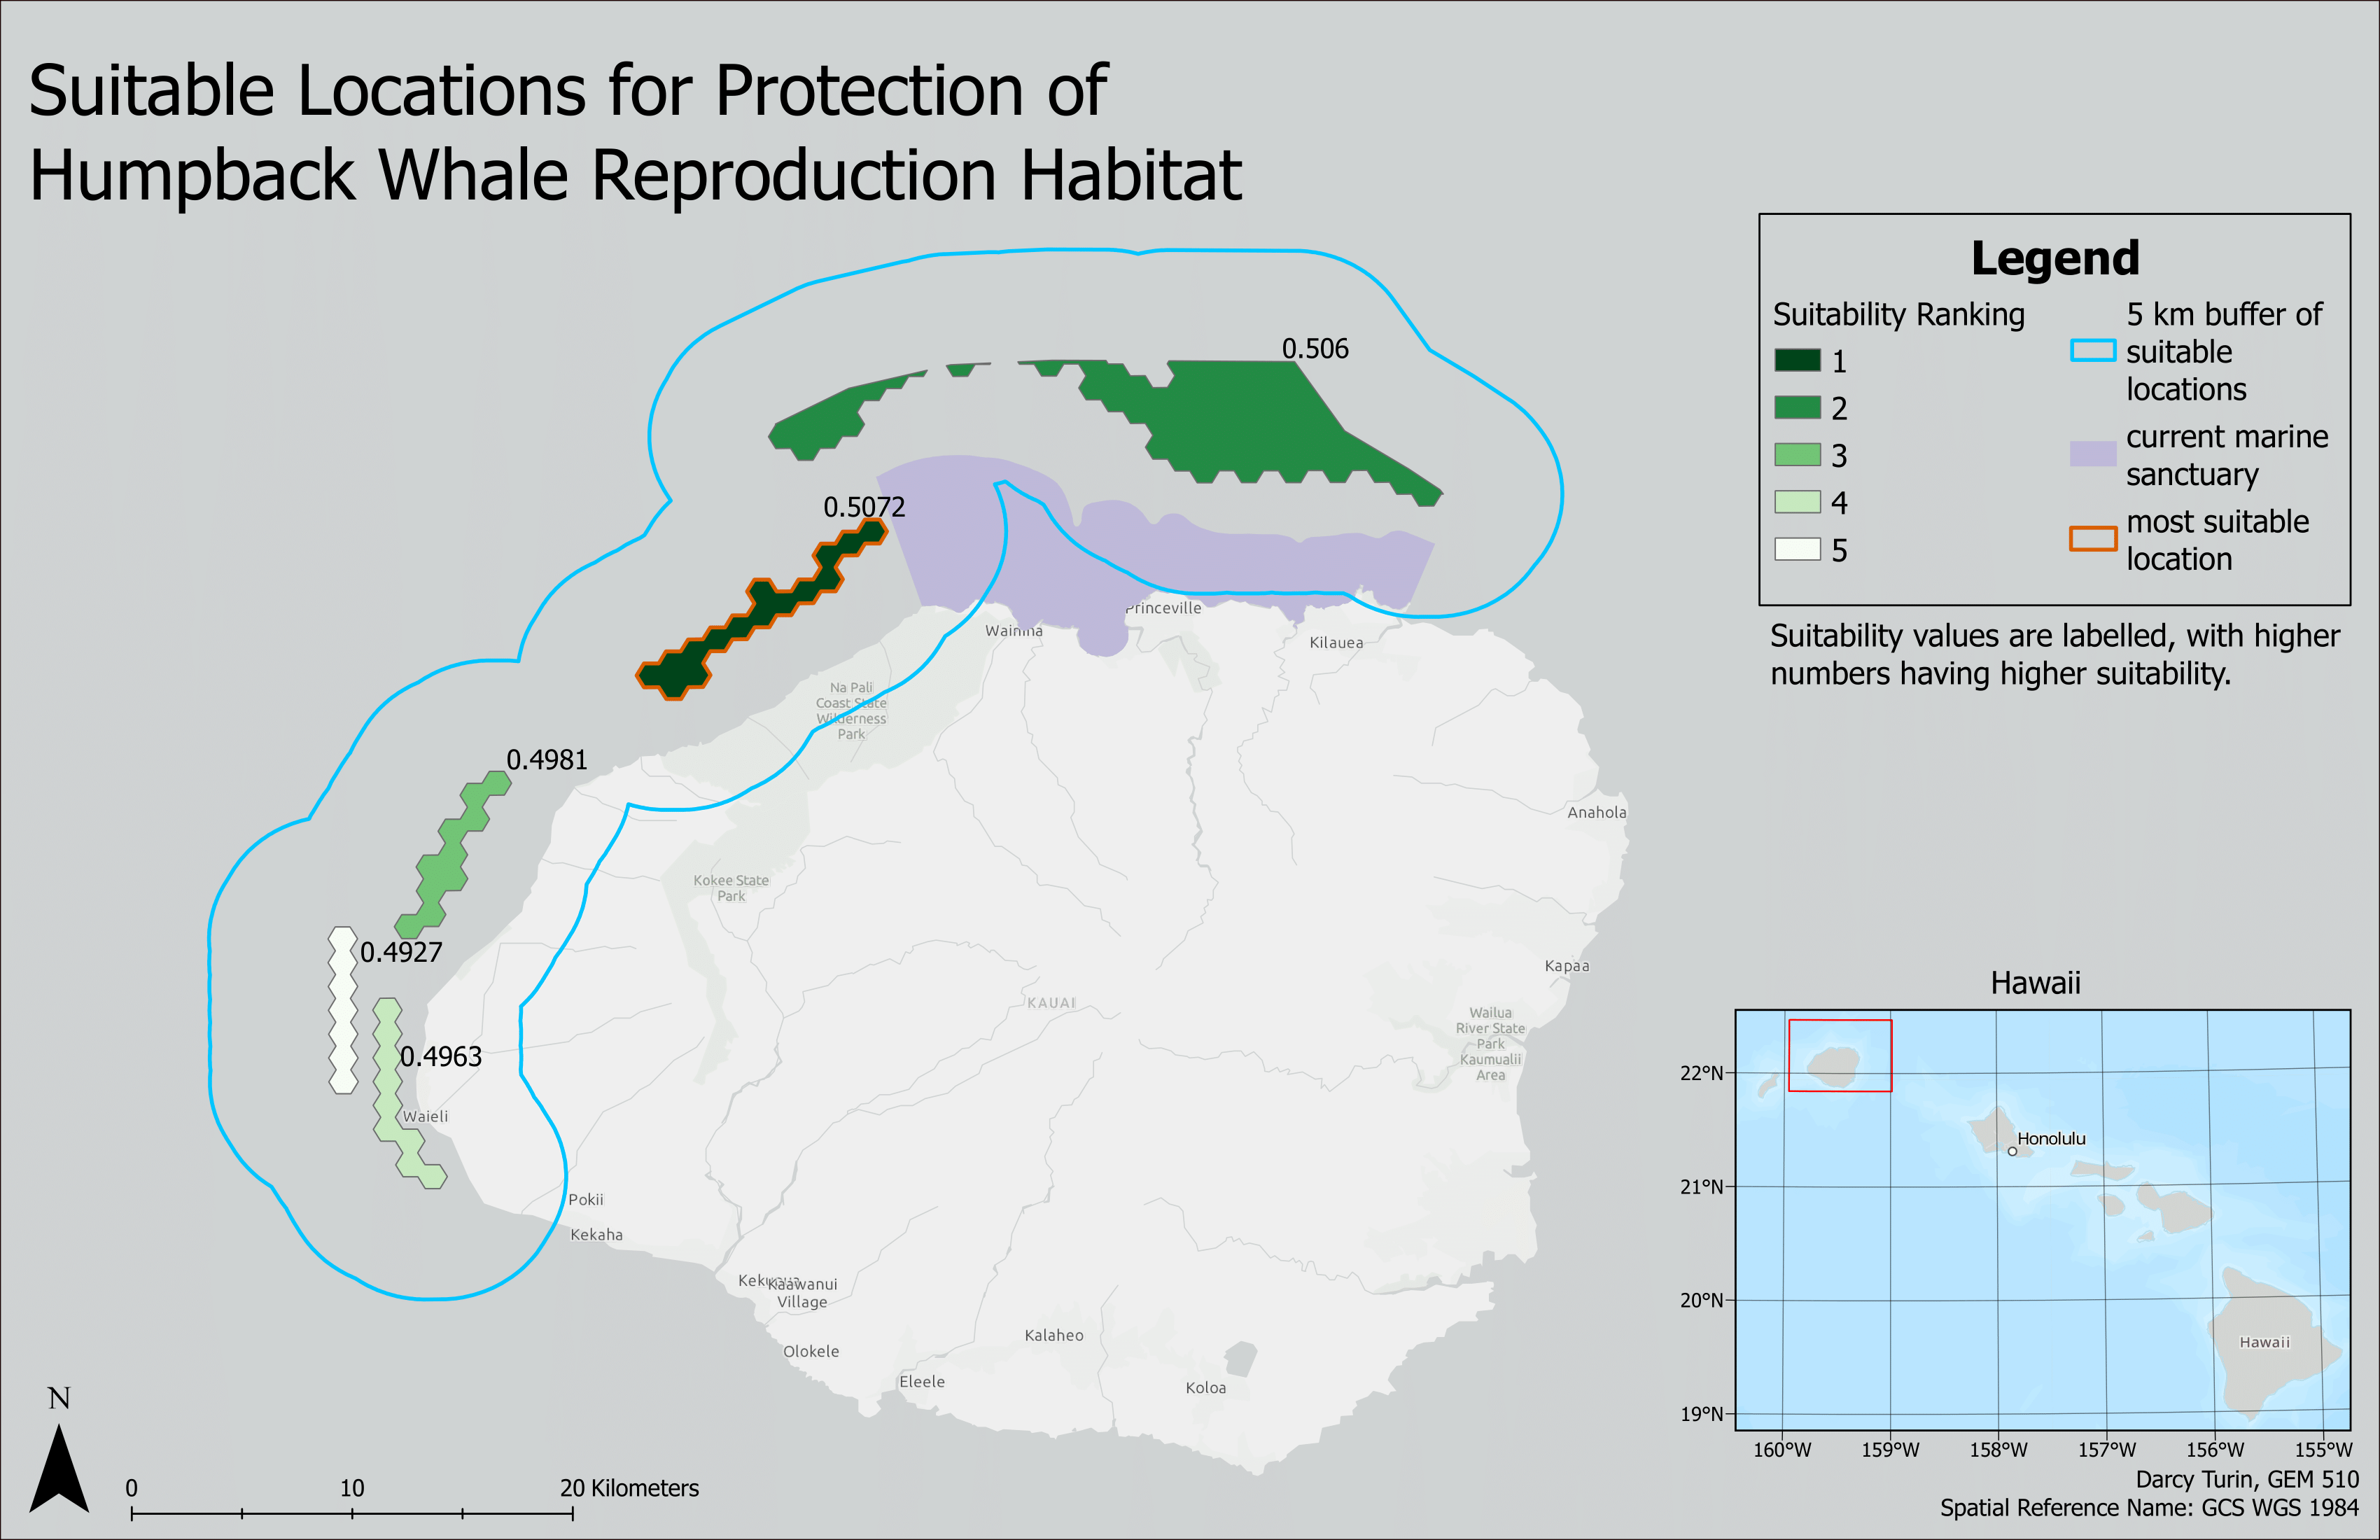 Suitable Locations for Protection of
Humpback Whale Reproduction Habitat
Legend
Suitability Ranking
1
2
3
4
5
5 km buffer of
suitable
locations
current marine
sanctuary
most suitable
location
Suitability values are labelled, with higher
numbers having higher suitability.
0.506
0.5072
0.4981
0.4927
0.4963
Princeville
Kilauea
Na Pali
Coast State
Wilderness
Park
Anahola
Kokee State
Park
Kapaa
KAUAI
Wailua
River State
Park
Kaumualii
Area
Waieli
Pokii
Kekaha
Kaawanui
Village
Olokele
Kalaheo
Eleele
Koloa
N
0
10
20 Kilometers
Hawaii
22°N
21°N
20°N
19°N
Honolulu
Hawaii
160°W
159°W
158°W
157°W
156°W
155°W
Darcy Turin, GEM 510
Spatial Reference Name: GCS WGS 1984